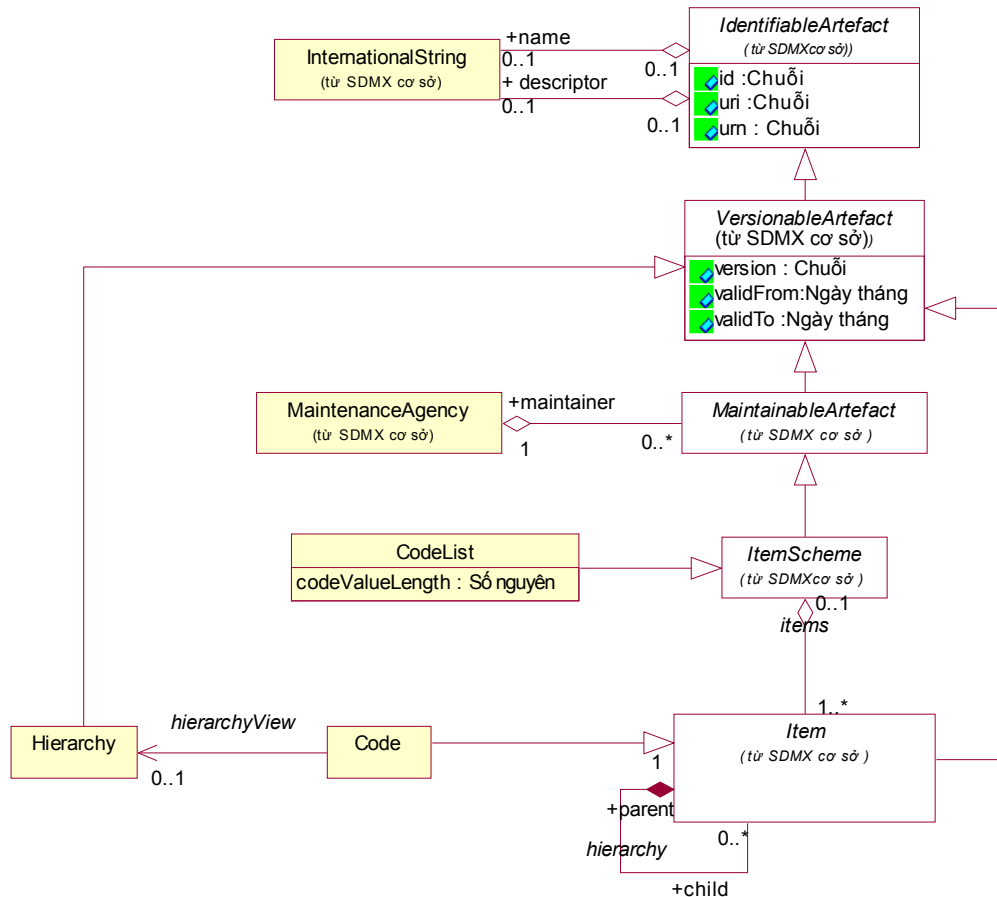 IdentifiableArtefact
(từ SDMXcơ sở))
+name
InternationalString
(từ SDMX cơ sở)
0..1
0..1
+ descriptor
0..1
0..1
id :Chuỗi
uri :Chuỗi
urn : Chuỗi
VersionableArtefact
(từ SDMX cơ sở))
version : Chuỗi
validFrom:Ngày tháng
validTo :Ngày tháng
MaintenanceAgency
(từ SDMX cơ sở)
+maintainer
1
0..*
MaintainableArtefact
(từ SDMX cơ sở )
CodeList
codeValueLength : Số nguyên
ItemScheme
(từ SDMXcơ sở )
0..1
items
1..*
hierarchyView
Hierarchy
0..1
Code
Item
(từ SDMX cơ sở )
1
+parent
0..*
hierarchy
+child